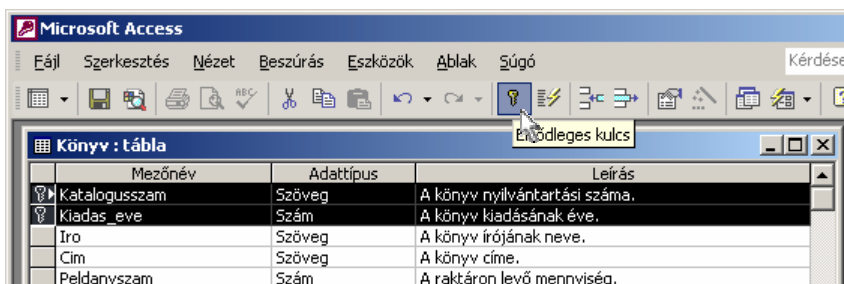 Microsoft Access
Fájl Szerkesztés Nézet Beszúrás Eszközök Ablak Súgó Kérdése
ABC
Elsődleges kulcs
Könyv : tábla
Mezőnév Adattípus Leírás
Katalogusszam Szöveg A könyv nyilvántartási száma.
Kiadas_eve Szám A könyv kiadásának éve.
Iro Szöveg A könyv írójának neve.
Cim Szöveg A könyv címe.
Peldanyszam Szám A raktáron levő mennyiség.